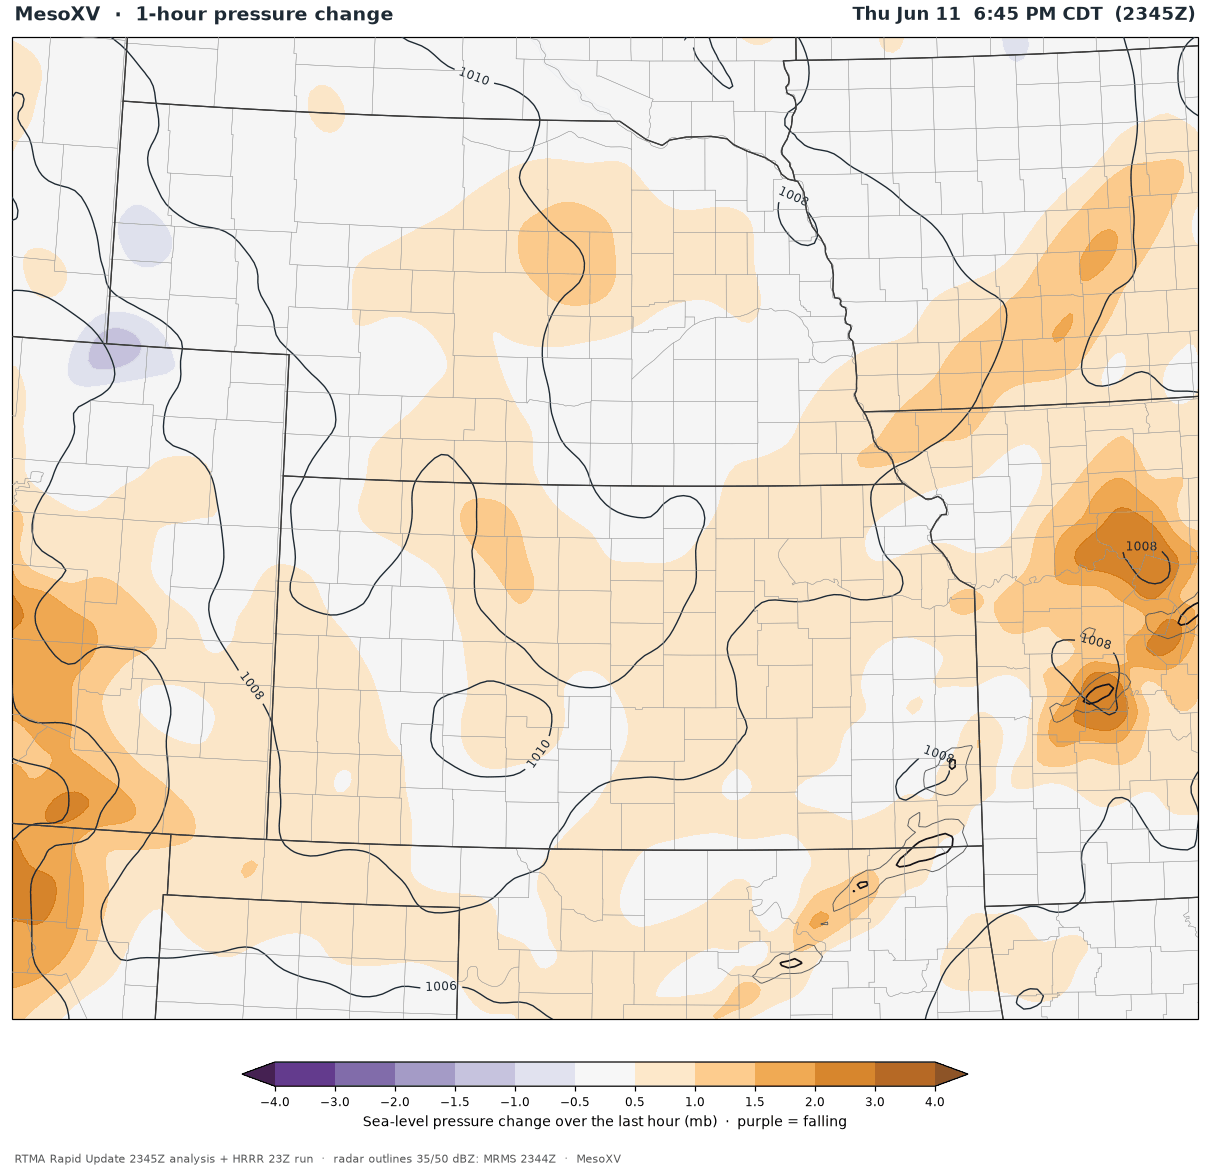 MesoXV · 1-hour pressure change
Thu Jun 11 6:45 PM CDT (2345Z)
1010
1008
1008
1008
1008
1008
1010
1006
−4.0 −3.0 −2.0 −1.5 −1.0 −0.5 0.5 1.0 1.5 2.0 3.0 4.0
Sea-level pressure change over the last hour (mb) · purple = falling
RTMA Rapid Update 2345Z analysis + HRRR 23Z run · radar outlines 35/50 dBZ: MRMS 2344Z · MesoXV